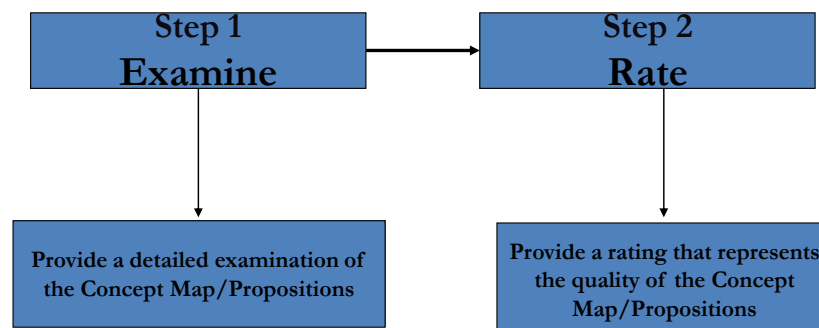 Step 1
Examine
Step 2
Rate
Provide a detailed examination of
the Concept Map/Propositions
Provide a rating that represents
the quality of the Concept
Map/Propositions